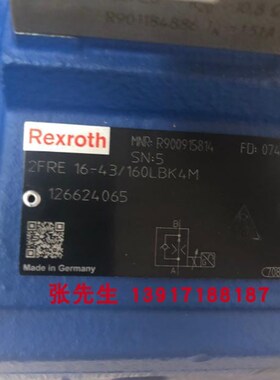 Rexroth
MNR: R900915814
FD: 074
SN:5
2FRE 16-43/160LBK4M
126624065
Made in Germany
张先生 13917188187